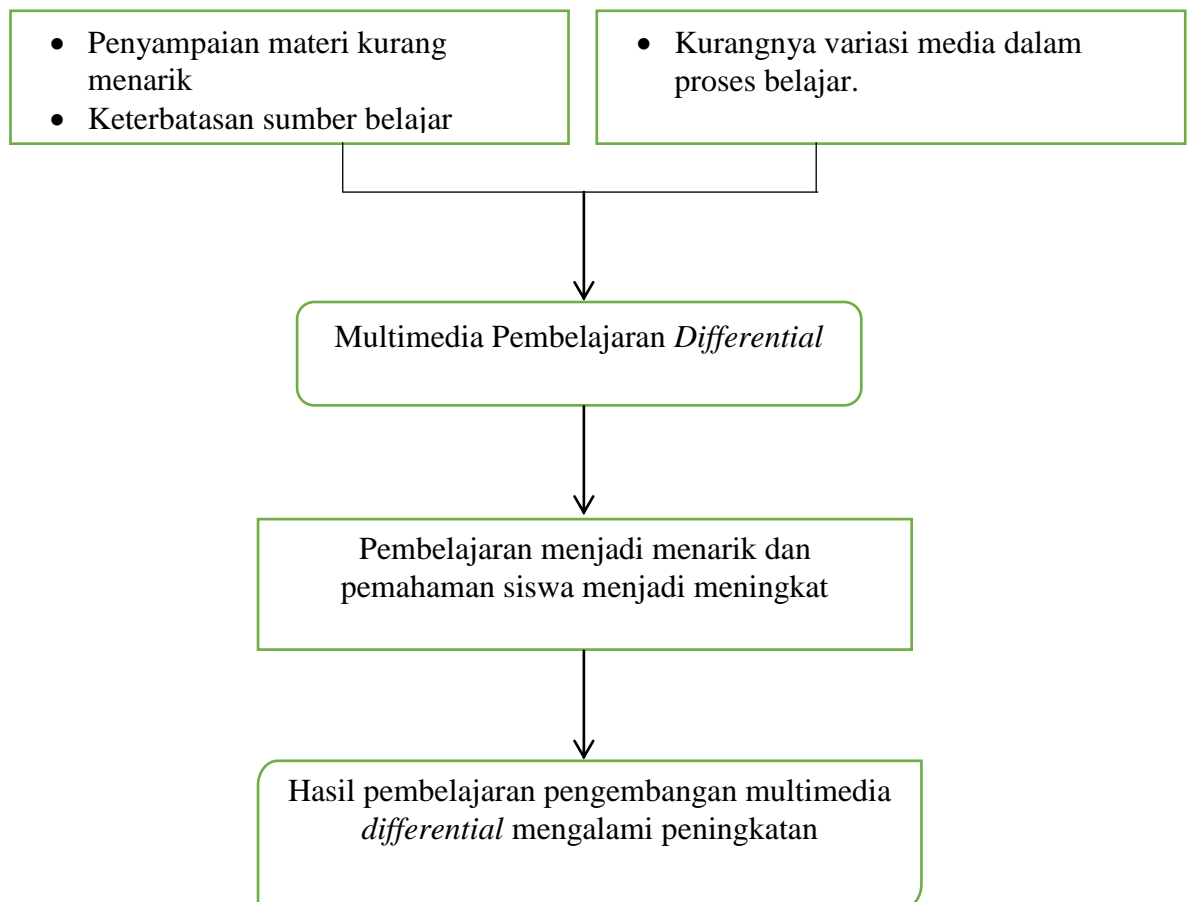 • Penyampaian materi kurang
menarik
• Keterbatasan sumber belajar
• Kurangnya variasi media dalam
proses belajar.
Multimedia Pembelajaran Differential
Pembelajaran menjadi menarik dan
pemahaman siswa menjadi meningkat
Hasil pembelajaran pengembangan multimedia
differential mengalami peningkatan